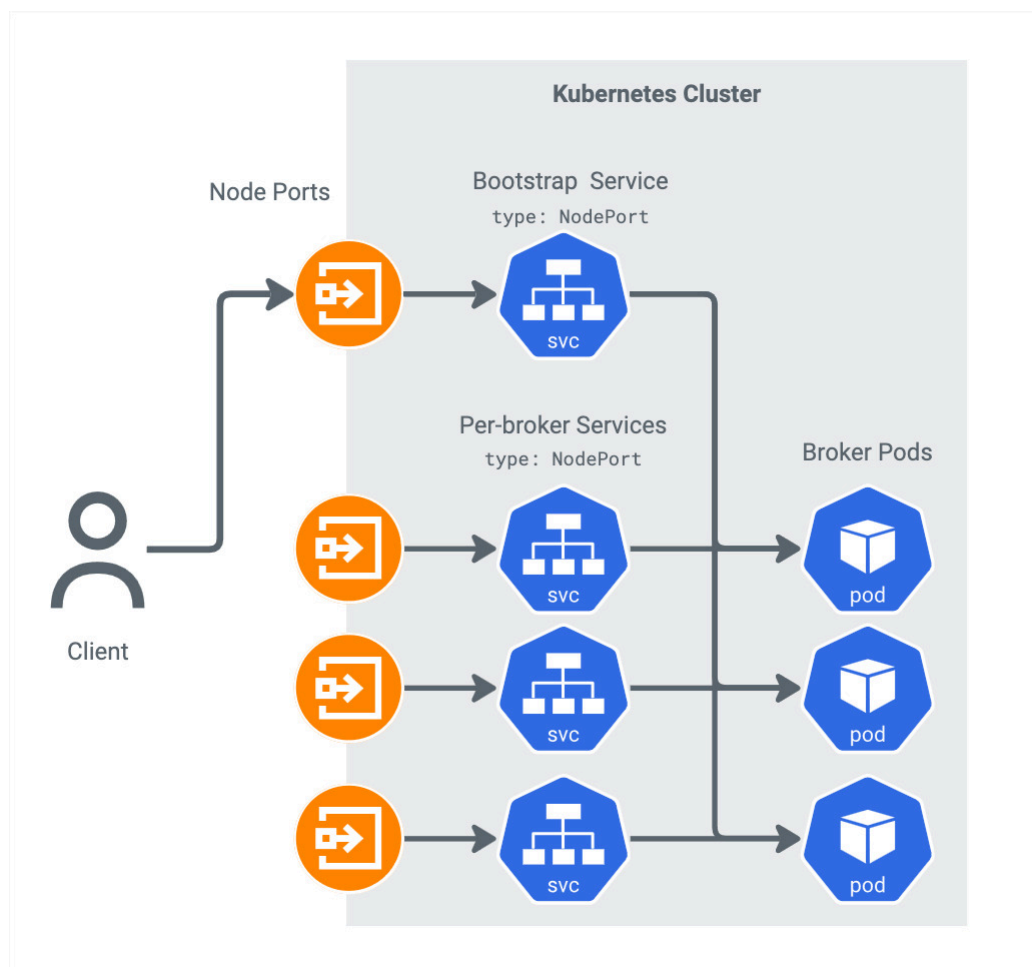 Kubernetes Cluster
Node Ports
Bootstrap Service
type: NodePort
svc
Per-broker Services
type: NodePort
Broker Pods
svc
pod
Client
svc
pod
svc
pod